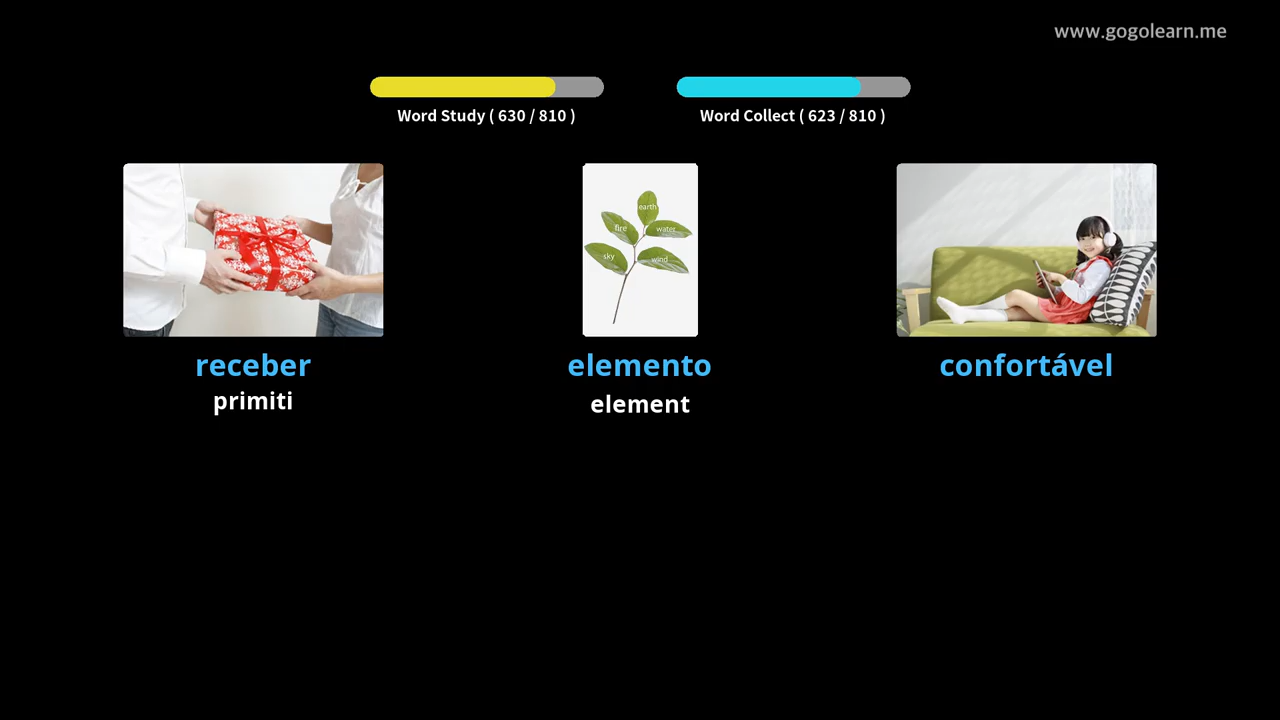 www.gogolearn.me
Word Study ( 630 / 810 )
Word Collect ( 623 / 810 )
earth
fire
water
sky
wind
receber
elemento
confortável
primiti
element